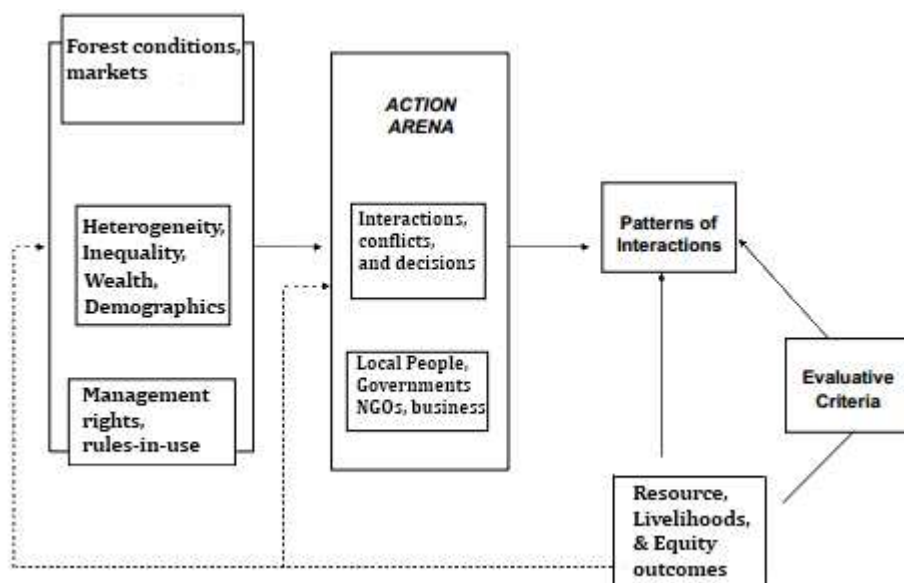 Forest conditions,
markets
Heterogeneity,
Inequality,
Wealth,
Demographics
Management
rights,
rules-in-use
ACTION
ARENA
Interactions,
conflicts,
and decisions
Local People,
Governments
NGOs, business
Patterns of
Interactions
Evaluative
Criteria
Resource,
Livelihoods,
& Equity
outcomes